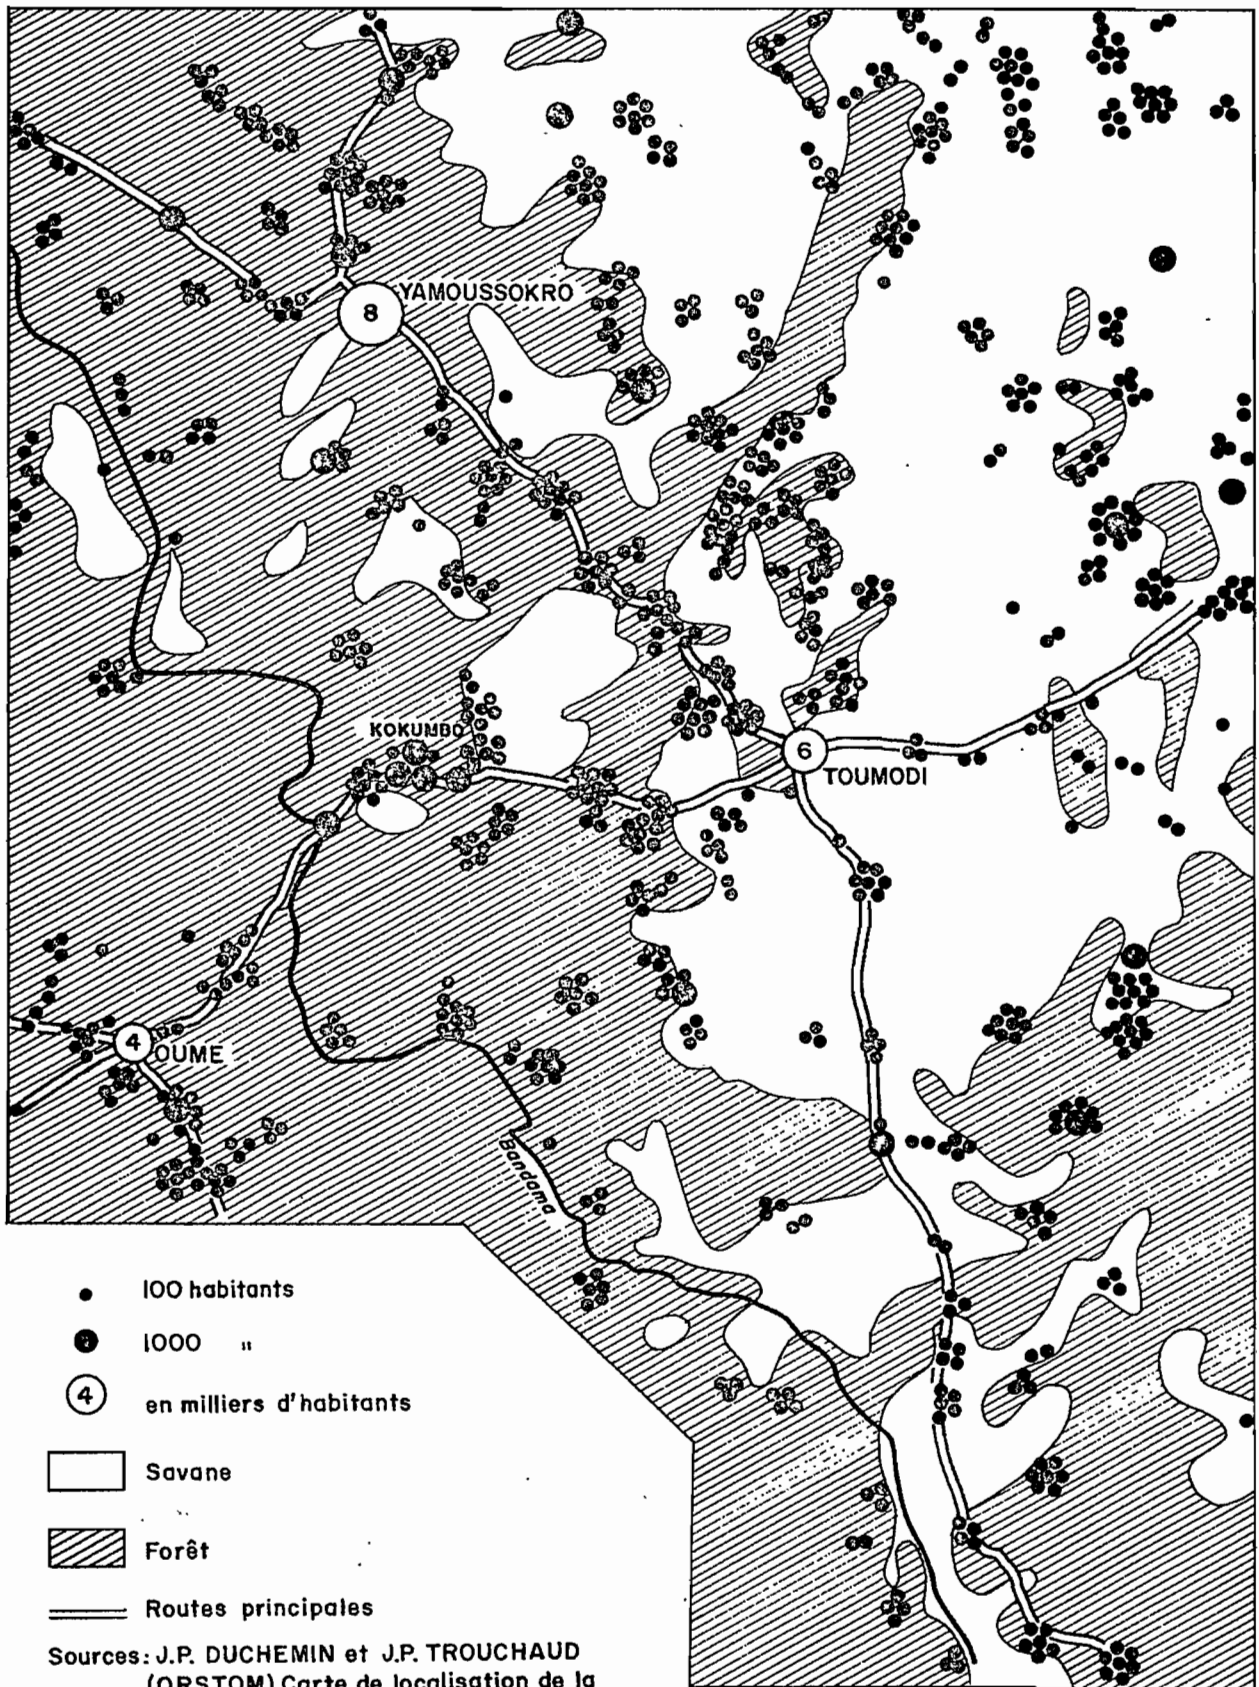 8
YAMOUSSOKRO
KOKUMBO
6
TOUMODI
4
OUME
Bandama
100 habitants
1000 "
4 en milliers d'habitants
Savane
Forêt
Routes principales
Sources: J.P. DUCHEMIN et J.P. TROUCHAUD
(ORSTOM) Carte de localisation de la